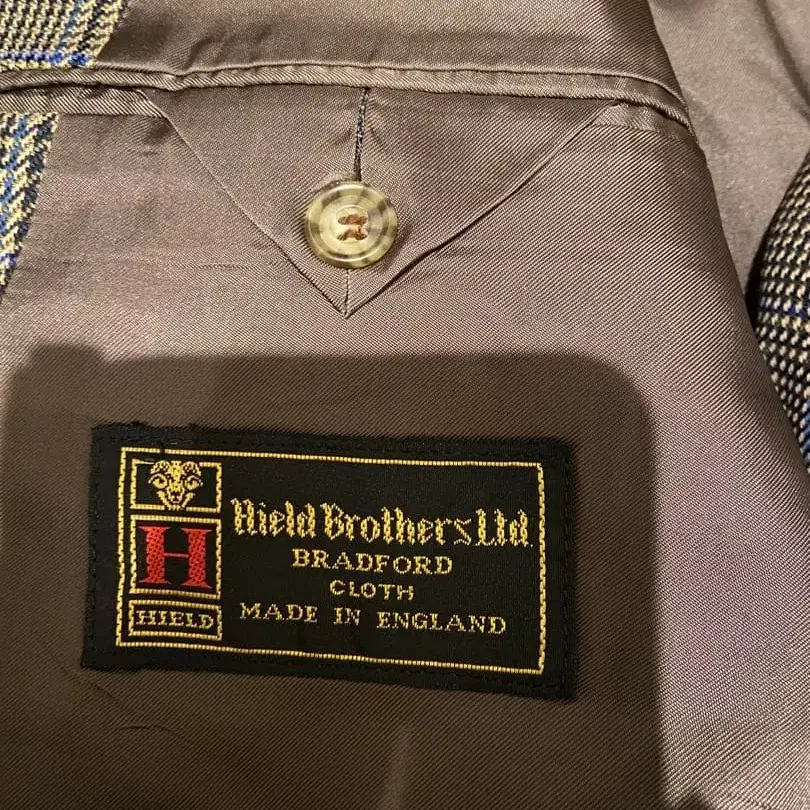 H
HIELD
Hield Brothers Ltd.
BRADFORD
CLOTH
MADE IN ENGLAND